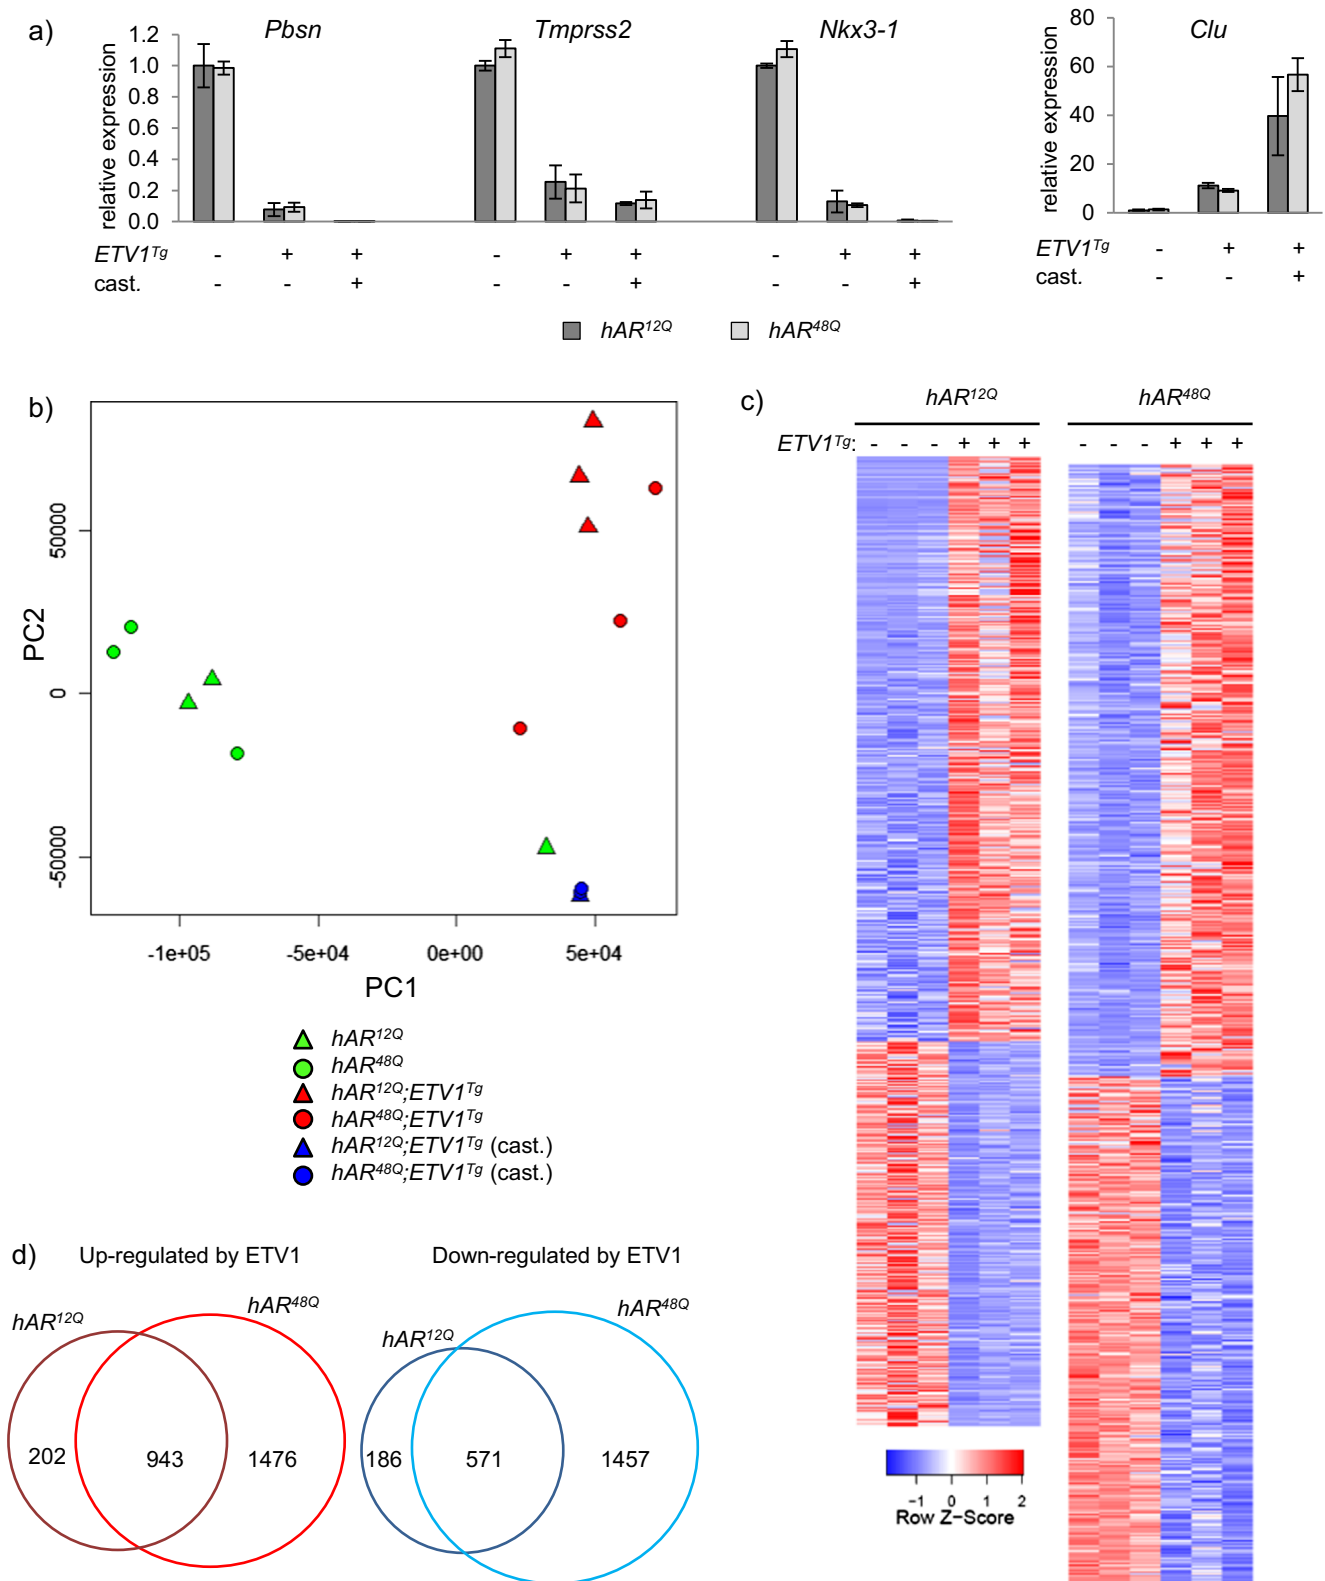 a)
Pbsn Tmprss2 Nkx3-1 Clu
relative expression
1.2
1.0
0.8
0.6
0.4
0.2
0.0
relative expression
80
60
40
20
0
ETV1Tg - + + - + + - + + - + +
cast. - - + - - + - - + - - +
hAR12Q hAR48Q
b)
PC2
50000
0
-50000
-1e+05 -5e+04 0e+00 5e+04
PC1
hAR12Q
hAR48Q
hAR12Q;ETV1Tg
hAR48Q;ETV1Tg
hAR12Q;ETV1Tg (cast.)
hAR48Q;ETV1Tg (cast.)
c)
hAR12Q hAR48Q
ETV1Tg: - - - + + + - - - + + +
−1 0 1 2
Row Z−Score
d)
Up-regulated by ETV1
hAR12Q hAR48Q
202 943 1476
Down-regulated by ETV1
hAR12Q hAR48Q
186 571 1457